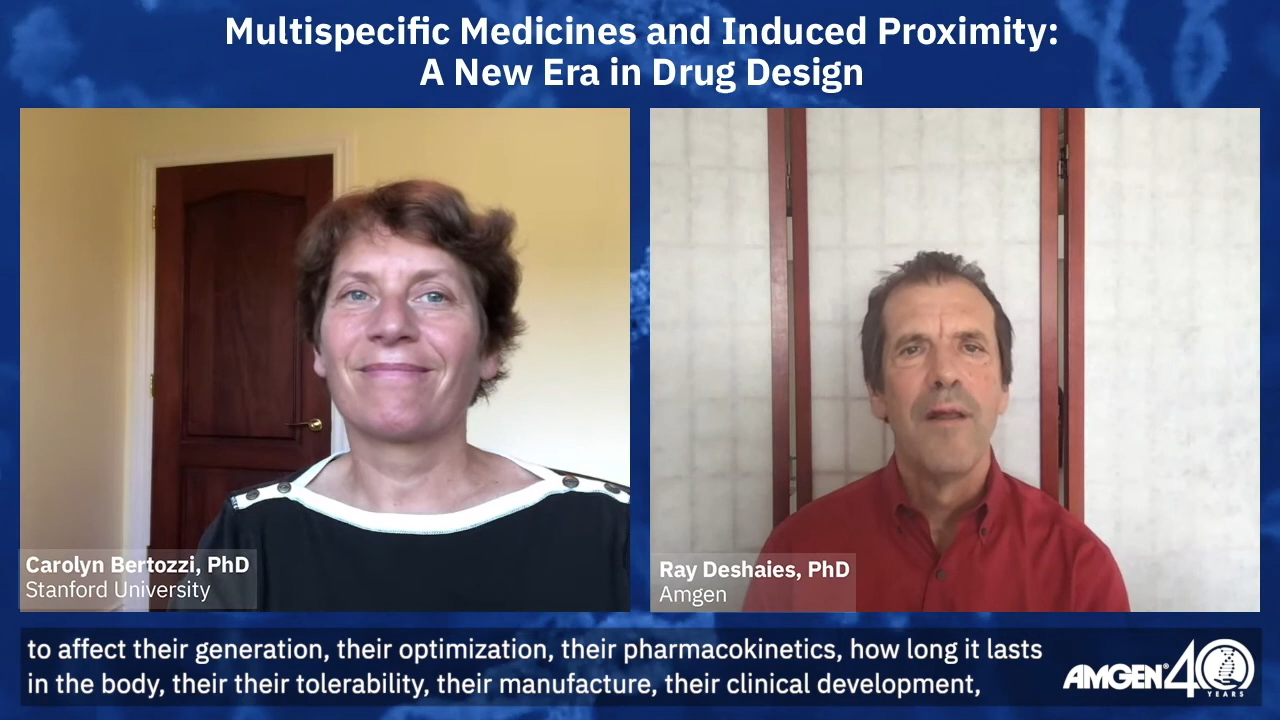 Multispecific Medicines and Induced Proximity:
A New Era in Drug Design
Carolyn Bertozzi, PhD
Stanford University
Ray Deshaies, PhD
Amgen
to affect their generation, their optimization, their pharmacokinetics, how long it lasts
in the body, their their tolerability, their manufacture, their clinical development,
AMGEN® 40
YEARS